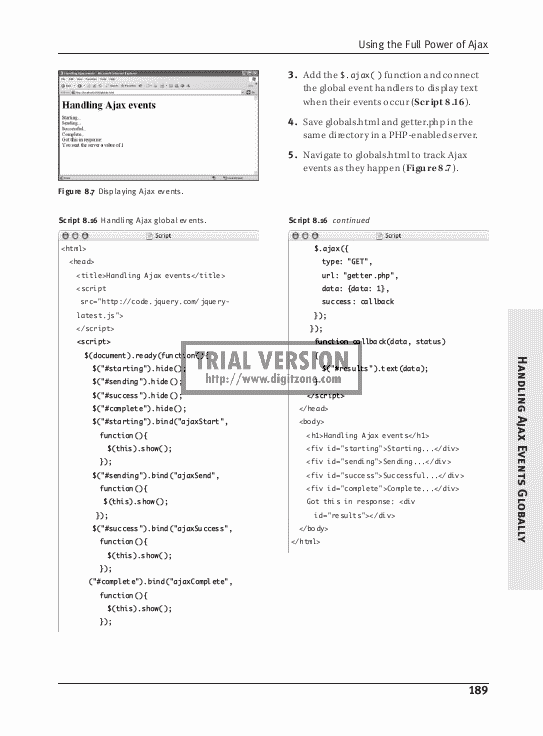 Using the Full Power of Ajax
Handling Ajax events
Starting...
Sending...
Successful...
Complete...
Got this in response:
You sent the server a value of 1
Figure 8.7 Displaying Ajax events.
3. Add the $.ajax() function and connect
the global event handlers to display text
when their events occur (Script 8.16).
4. Save globals.html and getter.php in the
same directory in a PHP-enabled server.
5. Navigate to globals.html to track Ajax
events as they happen (Figure 8.7).
Script 8.16 Handling Ajax global events.
Script
<html>
<head>
<title>Handling Ajax events</title>
<script
src="http://code.jquery.com/jquery-
latest.js">
</script>
<script>
$(document).ready(function(){
$("#starting").hide();
$("#sending").hide();
$("#success").hide();
$("#complete").hide();
$("#starting").bind("ajaxStart",
function(){
$(this).show();
});
$("#sending").bind("ajaxSend",
function(){
$(this).show();
});
$("#success").bind("ajaxSuccess",
function(){
$(this).show();
});
("#complete").bind("ajaxComplete",
function(){
$(this).show();
});
Script 8.16 continued
Script
$.ajax({
type: "GET",
url: "getter.php",
data: {data: 1},
success: callback
});
});
function callback(data, status)
{
$("#results").text(data);
}
</script>
</head>
<body>
<h1>Handling Ajax events</h1>
<fiv id="starting">Starting...</div>
<fiv id="sending">Sending...</div>
<fiv id="success">Successful...</div>
<fiv id="complete">Complete...</div>
Got this in response: <div
id="results"></div>
</body>
</html>
TRIAL VERSION
http://www.digitzone.com
Handling Ajax Events Globally
189